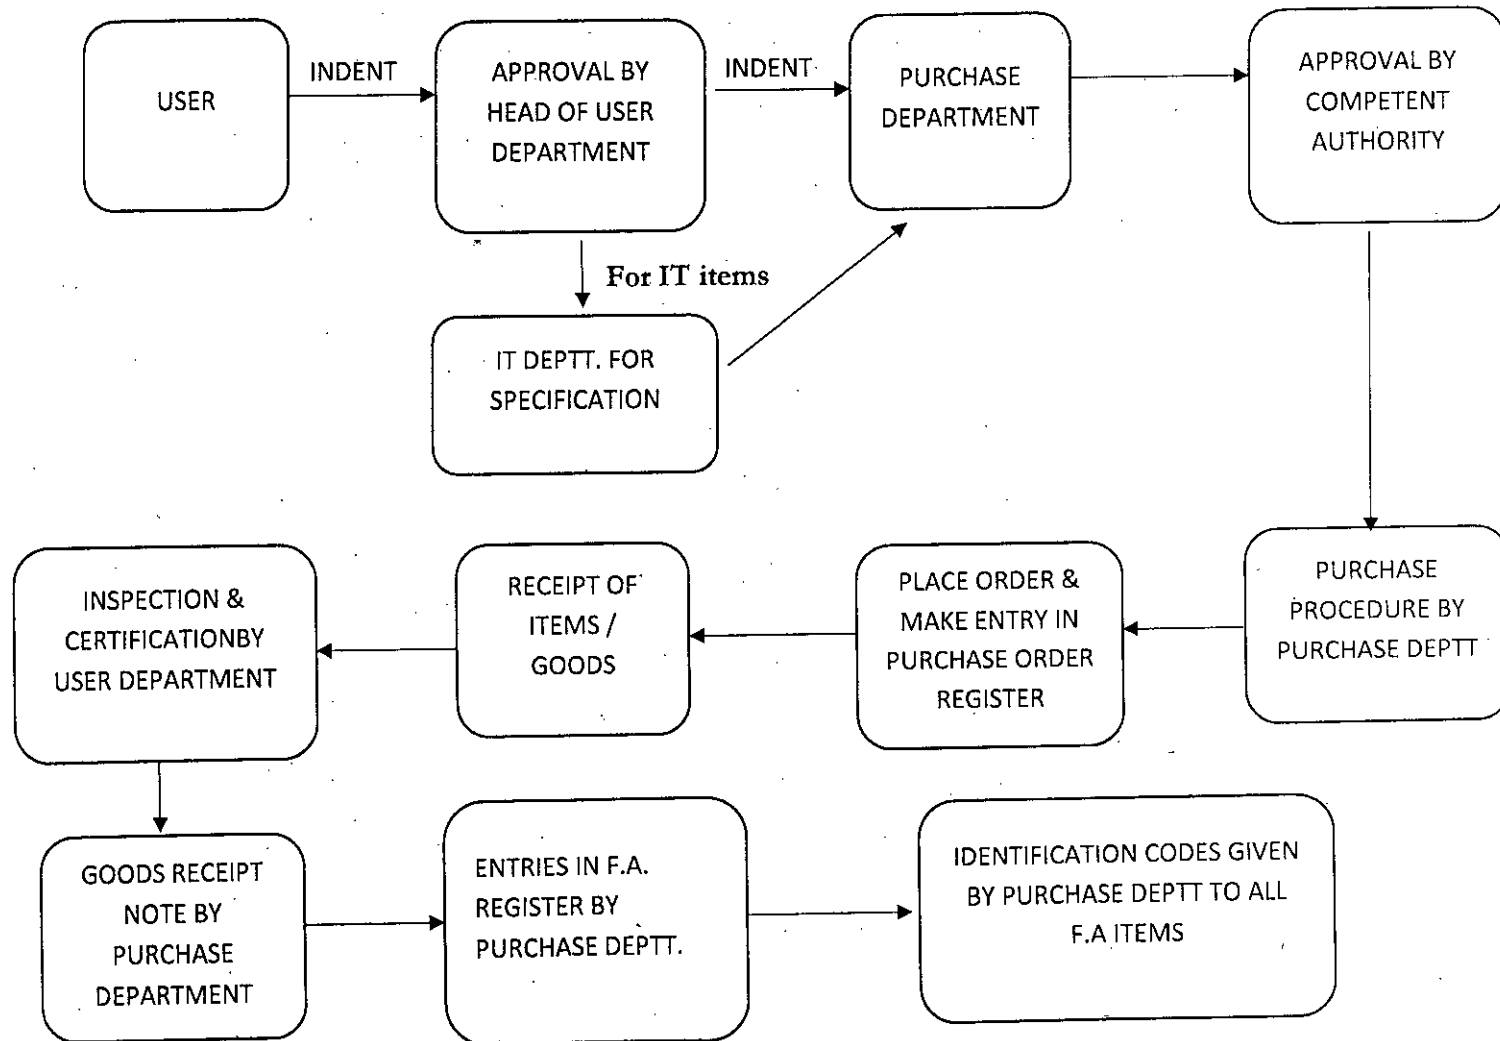 USER
INDENT
APPROVAL BY
HEAD OF USER
DEPARTMENT
INDENT
PURCHASE
DEPARTMENT
APPROVAL BY
COMPETENT
AUTHORITY
For IT items
IT DEPTT. FOR
SPECIFICATION
PURCHASE
PROCEDURE BY
PURCHASE DEPTT
PLACE ORDER &
MAKE ENTRY IN
PURCHASE ORDER
REGISTER
RECEIPT OF
ITEMS /
GOODS
INSPECTION &
CERTIFICATIONBY
USER DEPARTMENT
GOODS RECEIPT
NOTE BY
PURCHASE
DEPARTMENT
ENTRIES IN F.A.
REGISTER BY
PURCHASE DEPTT.
IDENTIFICATION CODES GIVEN
BY PURCHASE DEPTT TO ALL
F.A ITEMS